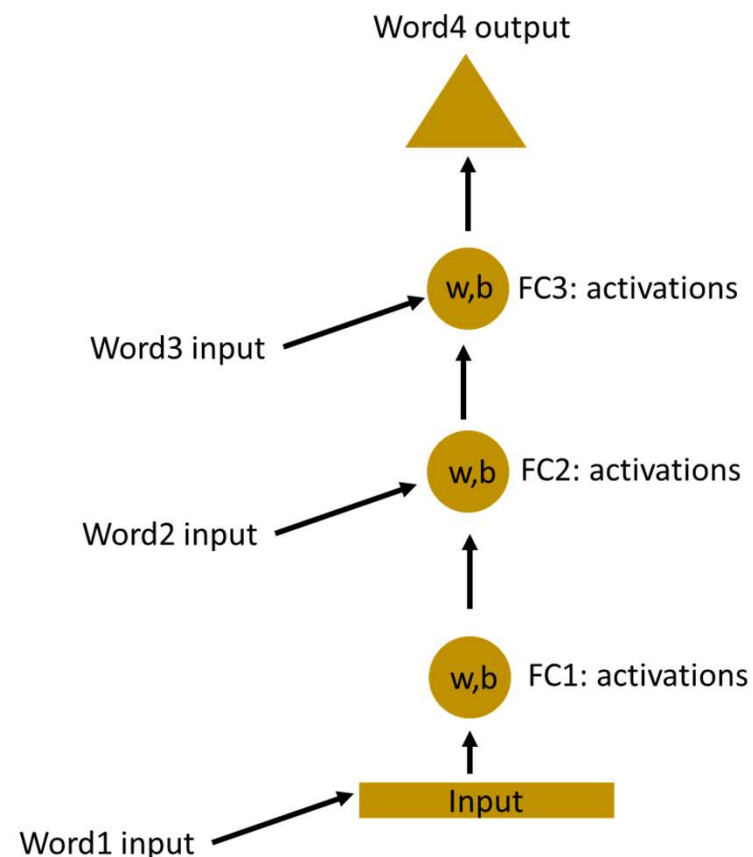 Word4 output
w,b
FC3: activations
Word3 input
w,b
FC2: activations
Word2 input
w,b
FC1: activations
Input
Word1 input